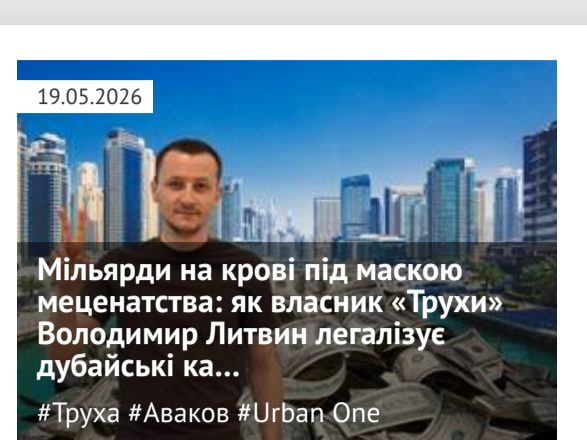 19.05.2026
Мільярди на крові під маскою
меценатства: як власник «Трухи»
Володимир Литвин легалізує
дубайські ка...
#Труха #Аваков #Urban One